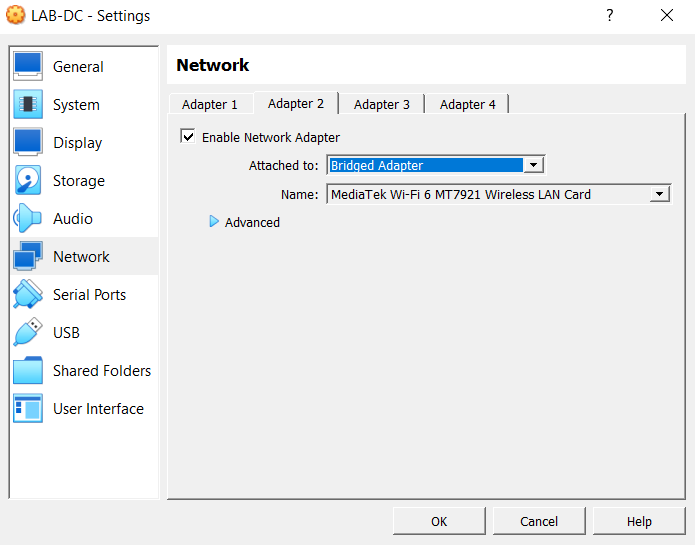 LAB-DC - Settings
?
General
System
Display
Storage
Audio
Network
Serial Ports
USB
Shared Folders
User Interface
Network
Adapter 1 Adapter 2 Adapter 3 Adapter 4
Enable Network Adapter
Attached to: Bridged Adapter
Name: MediaTek Wi-Fi 6 MT7921 Wireless LAN Card
Advanced
OK Cancel Help